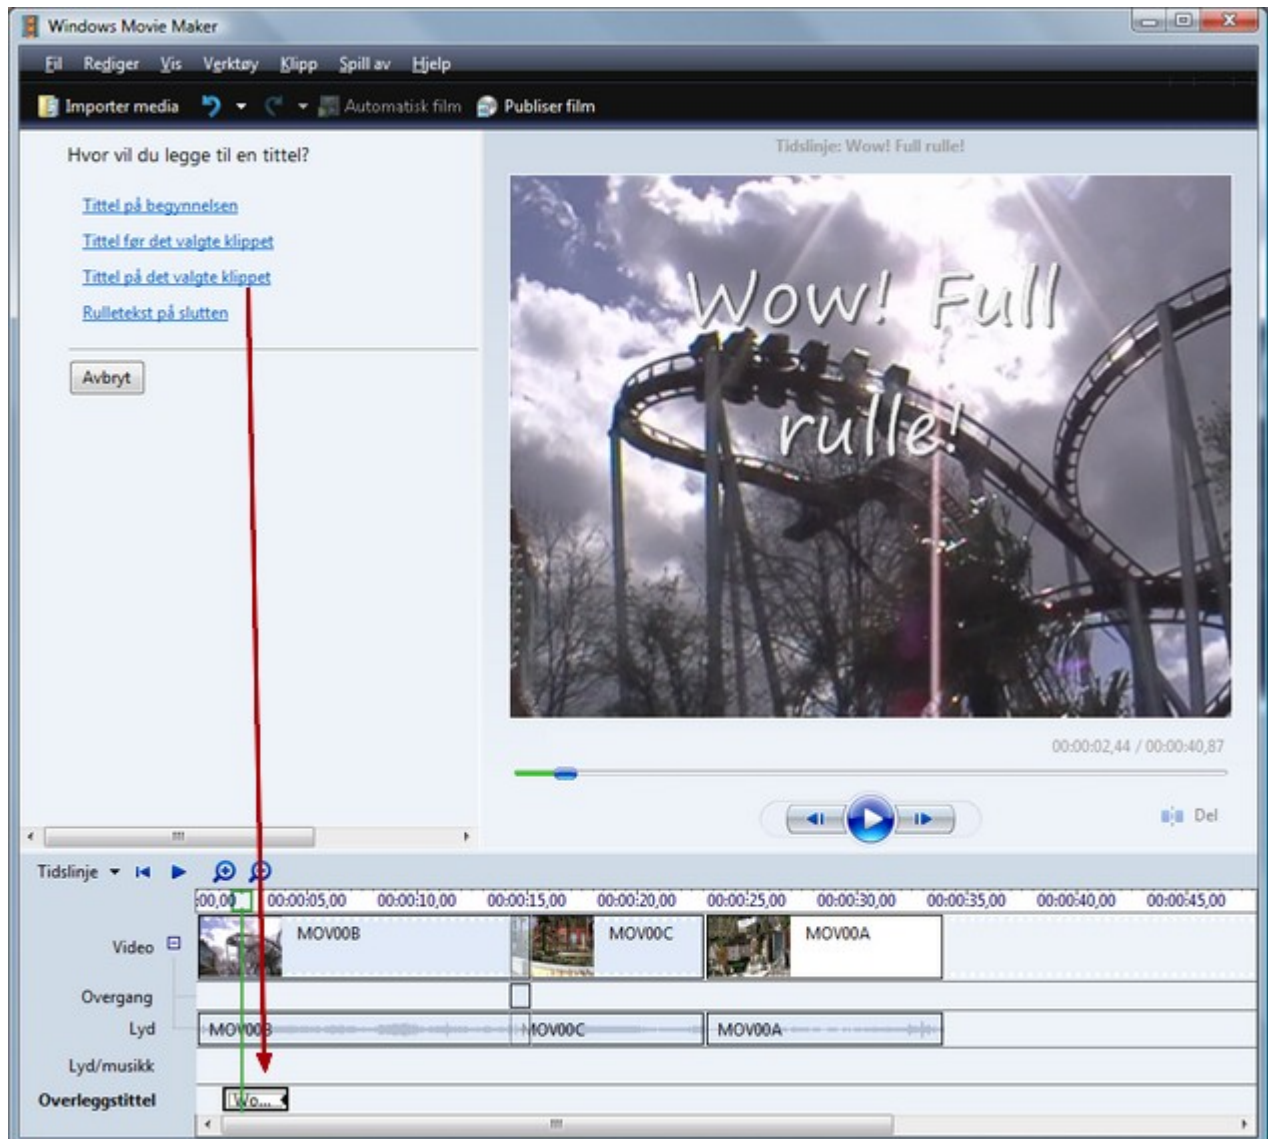 Windows Movie Maker
Fil Rediger Vis Verktøy Klipp Spill av Hjelp
Importer media Automatisk film Publiser film
Hvor vil du legge til en tittel?
Tittel på begynnelsen
Tittel før det valgte klippet
Tittel på det valgte klippet
Rulletekst på slutten
Avbryt
Tidslinje: Wow! Full rulle!
Wow! Full
rulle!
00:00:02,44 / 00:00:40,87
Del
Tidslinje
:00,00 00:00:05,00 00:00:10,00 00:00:15,00 00:00:20,00 00:00:25,00 00:00:30,00 00:00:35,00 00:00:40,00 00:00:45,00
Video MOV00B MOV00C MOV00A
Overgang
Lyd MOV00B MOV00C MOV00A
Lyd/musikk
Overleggstittel Wo...